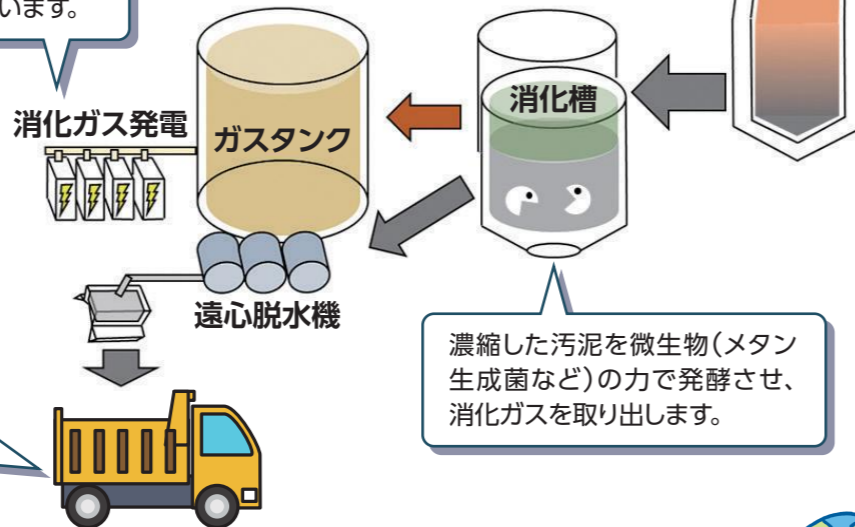 います。
消化ガス発電
ガスタンク
消化槽
遠心脱水機
濃縮した汚泥を微生物(メタン
生成菌など)の力で発酵させ、
消化ガスを取り出します。